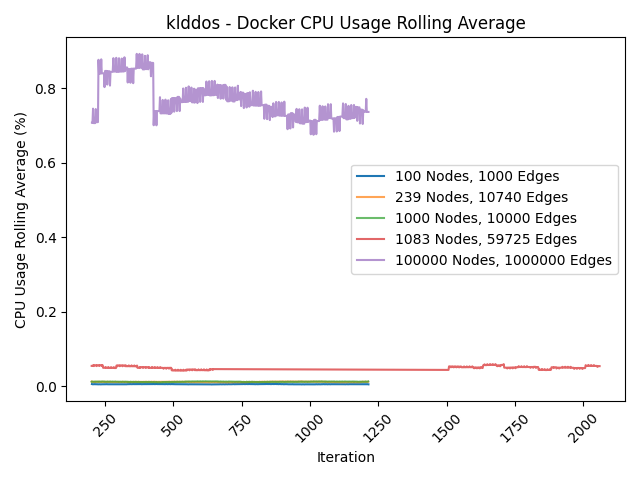 klddos - Docker CPU Usage Rolling Average
CPU Usage Rolling Average (%)
0.8
0.6
0.4
0.2
0.0
100 Nodes, 1000 Edges
239 Nodes, 10740 Edges
1000 Nodes, 10000 Edges
1083 Nodes, 59725 Edges
100000 Nodes, 1000000 Edges
250
500
750
1000
1250
1500
1750
2000
Iteration